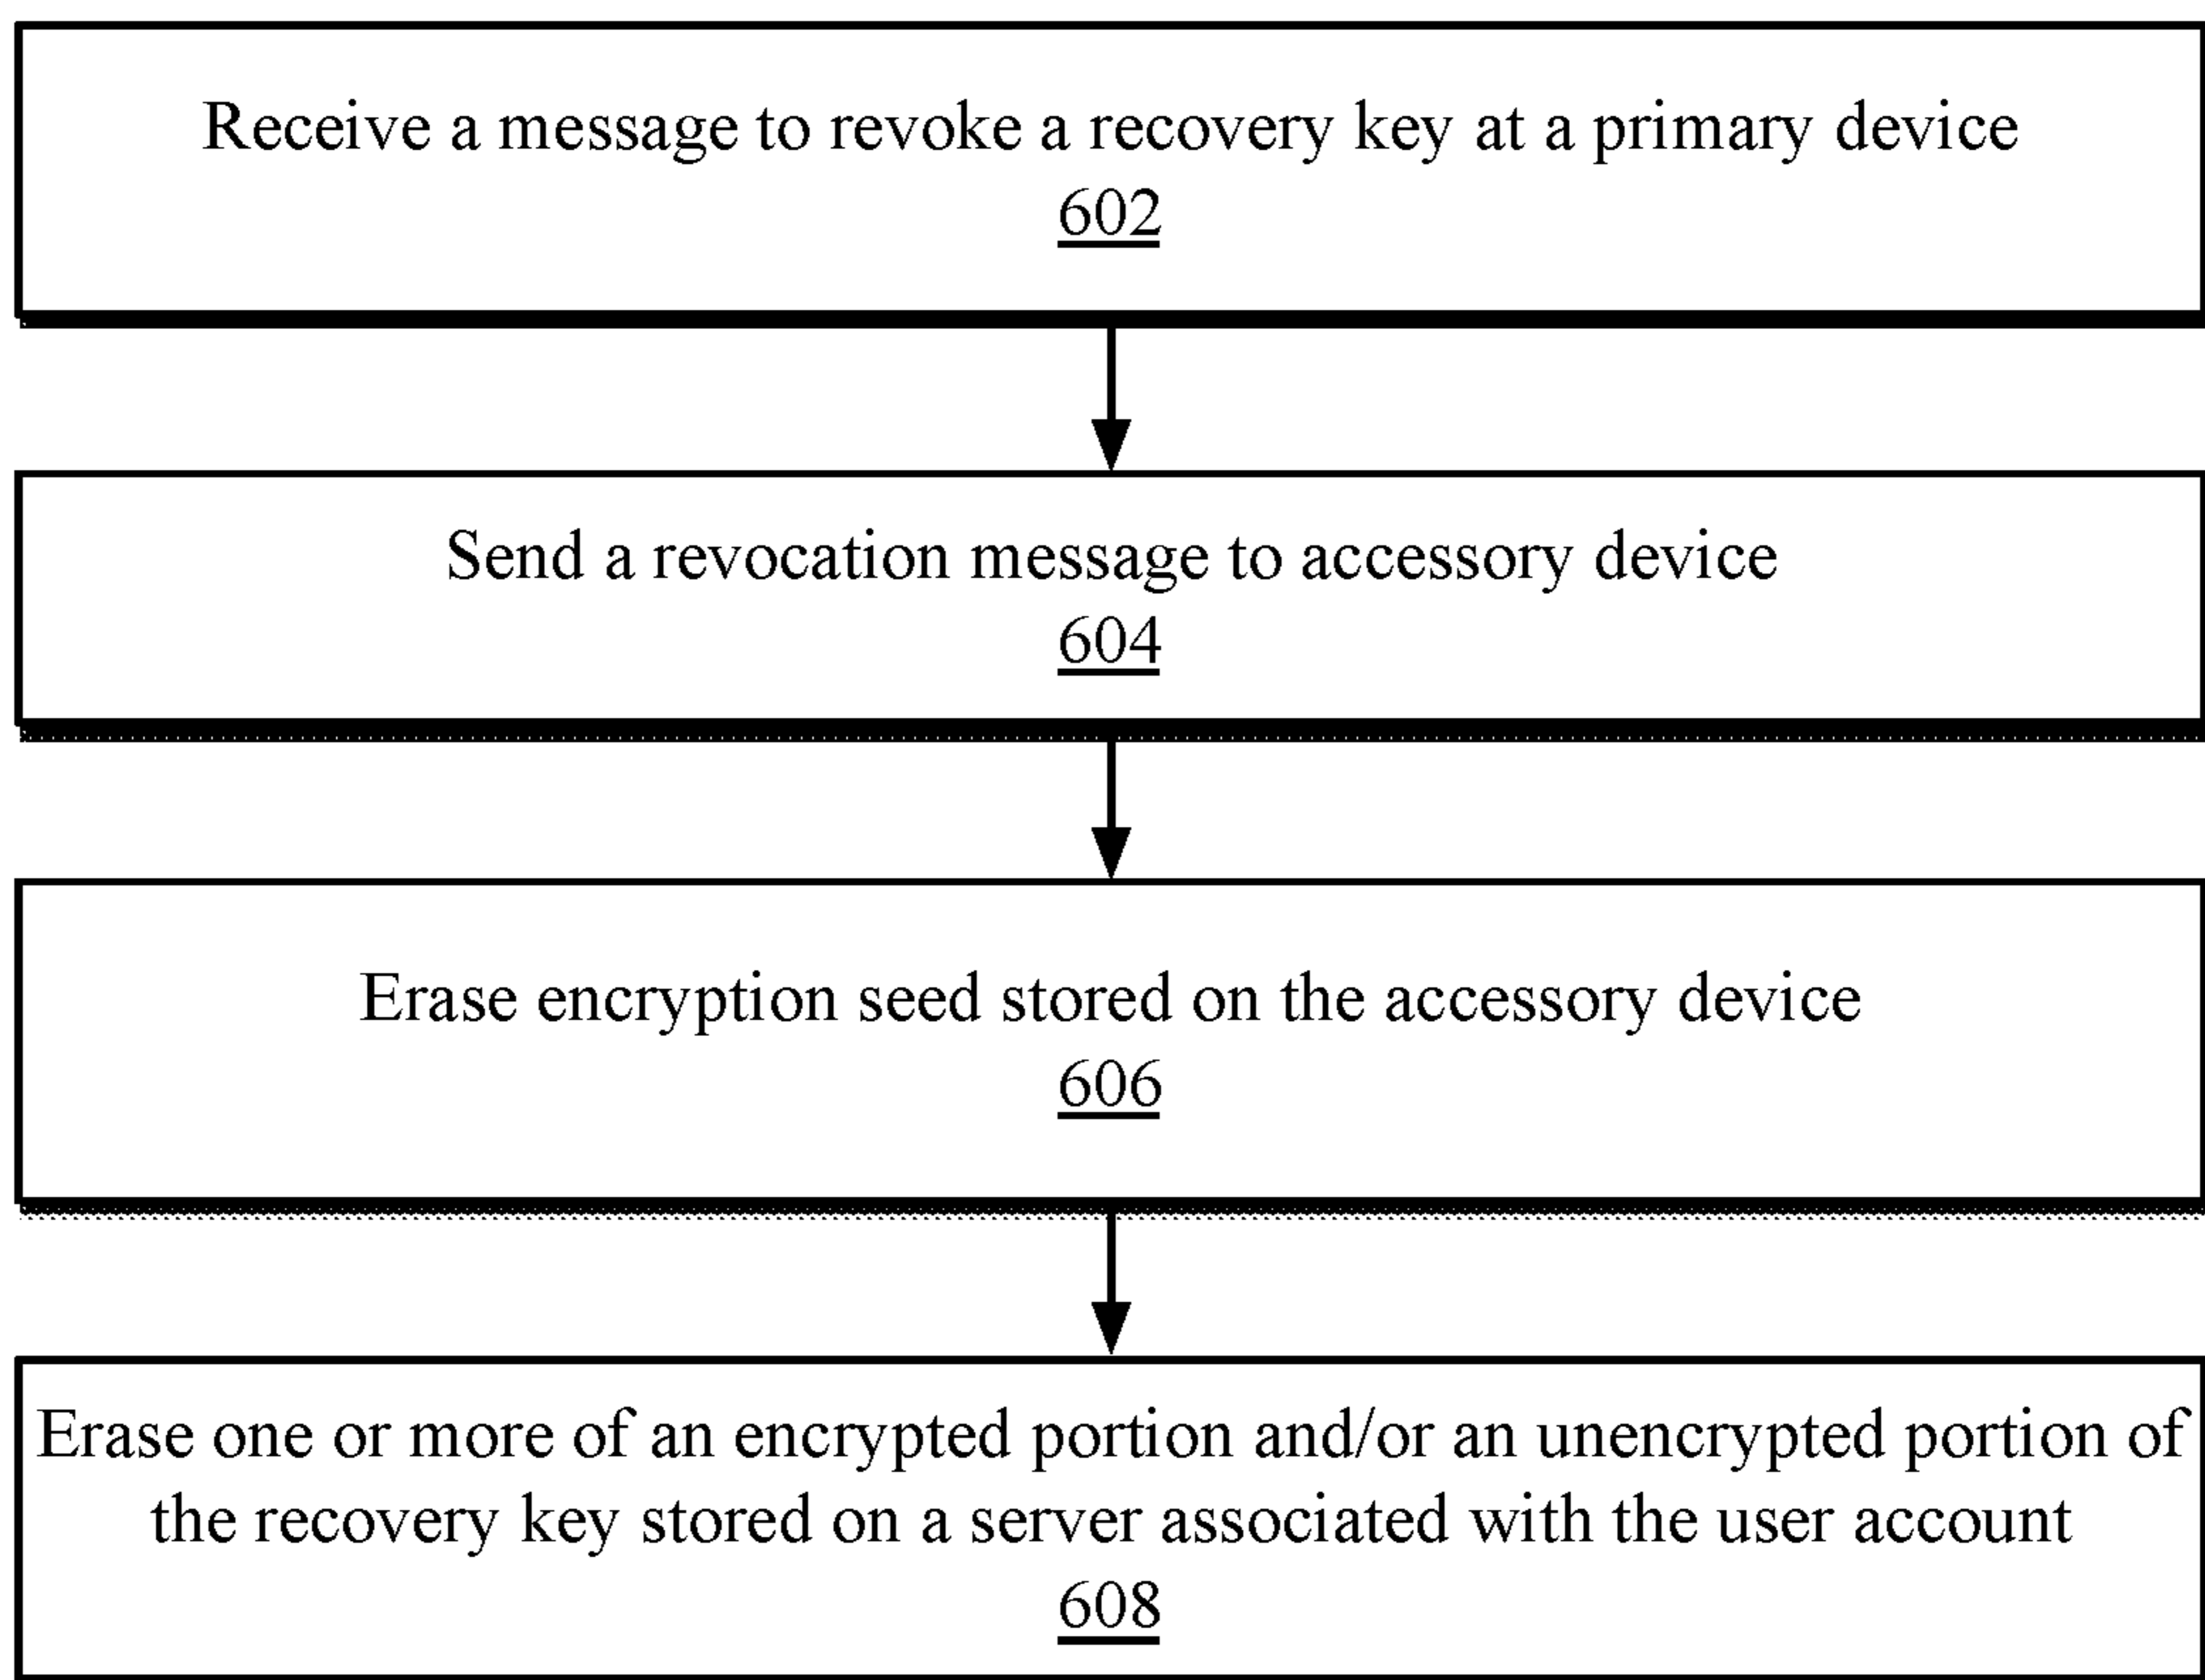 Receive a message to revoke a recovery key at a primary device
602
Send a revocation message to accessory device
604
Erase encryption seed stored on the accessory device
606
Erase one or more of an encrypted portion and/or an unencrypted portion of
the recovery key stored on a server associated with the user account
608